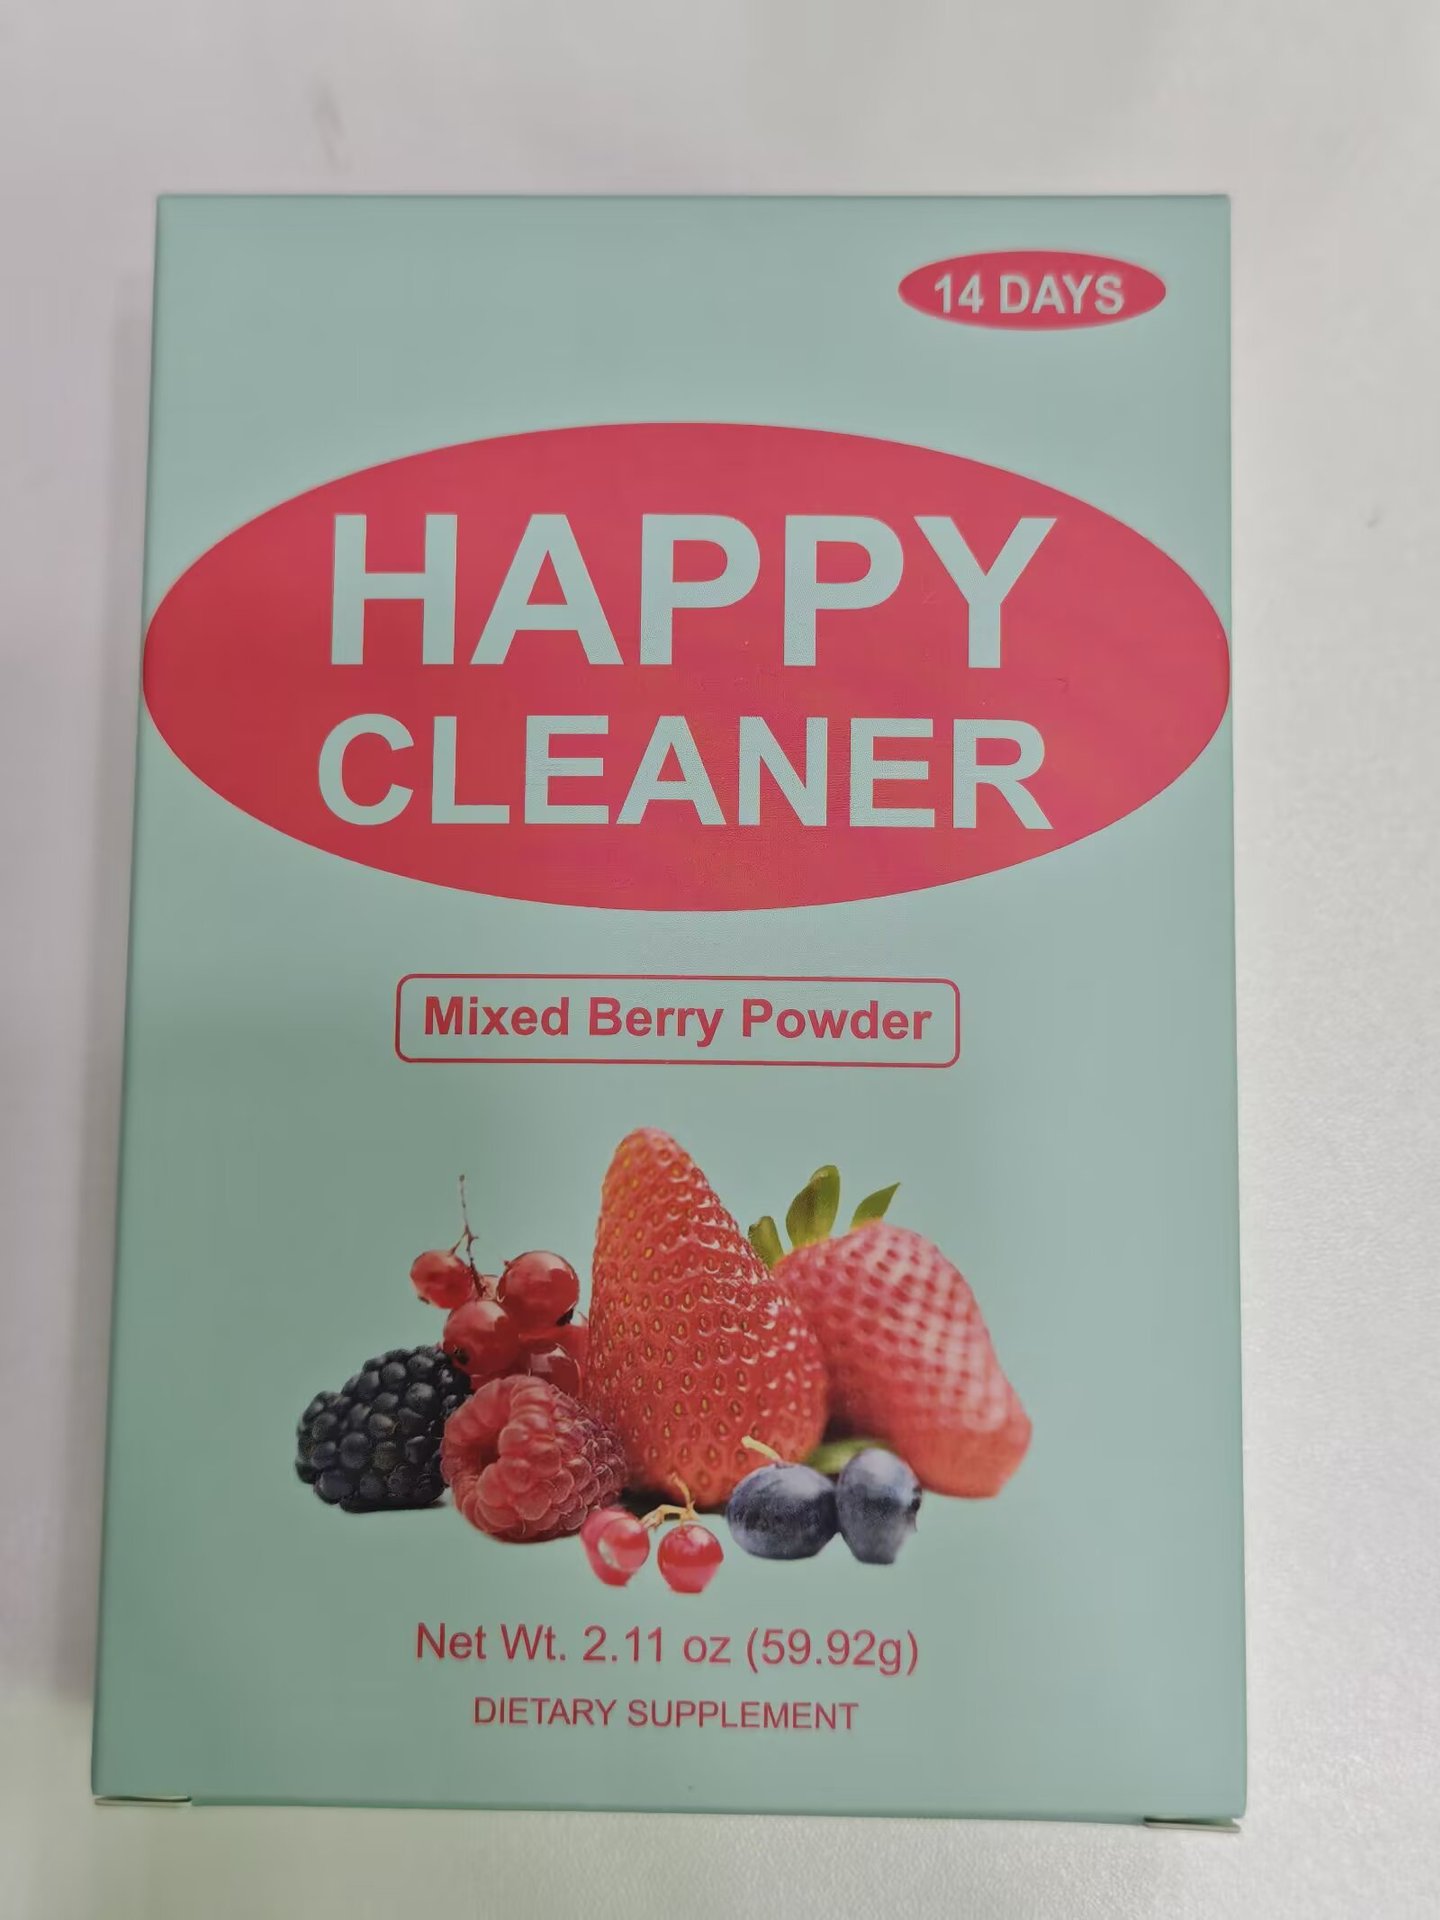 14 DAYS
HAPPY
CLEANER
Mixed Berry Powder
Net Wt. 2.11 oz (59.92g)
DIETARY SUPPLEMENT